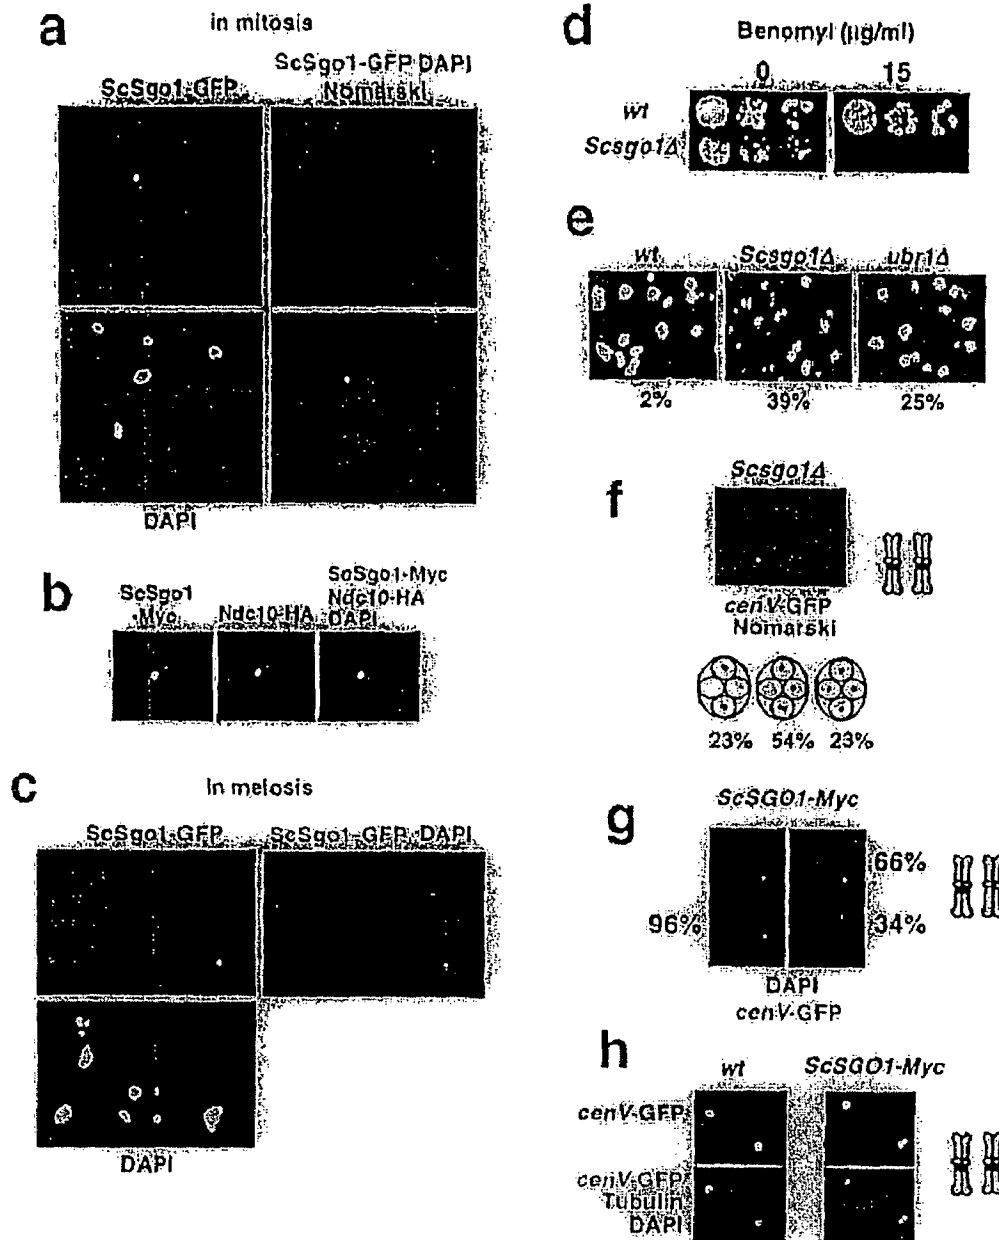 a
in mitosis
ScSgo1-GFP
ScSgo1-GFP DAPI
Nomarski
DAPI
b
ScSgo1
-Myc
Ndc10-HA
ScSgo1-Myc
Ndc10-HA
DAPI
c
In meiosis
ScSgo1-GFP
ScSgo1-GFP DAPI
DAPI
d
Benomyl (µg/ml)
0
15
wt
Scsgo1Δ
e
wt
Scsgo1Δ
ubr1Δ
2%
39%
25%
f
Scsgo1Δ
cenV-GFP
Nomarski
23%
54%
23%
g
ScSGO1-Myc
66%
96%
34%
DAPI
cenV-GFP
h
wt
ScSGO1-Myc
cenV-GFP
cenV-GFP
Tubulin
DAPI